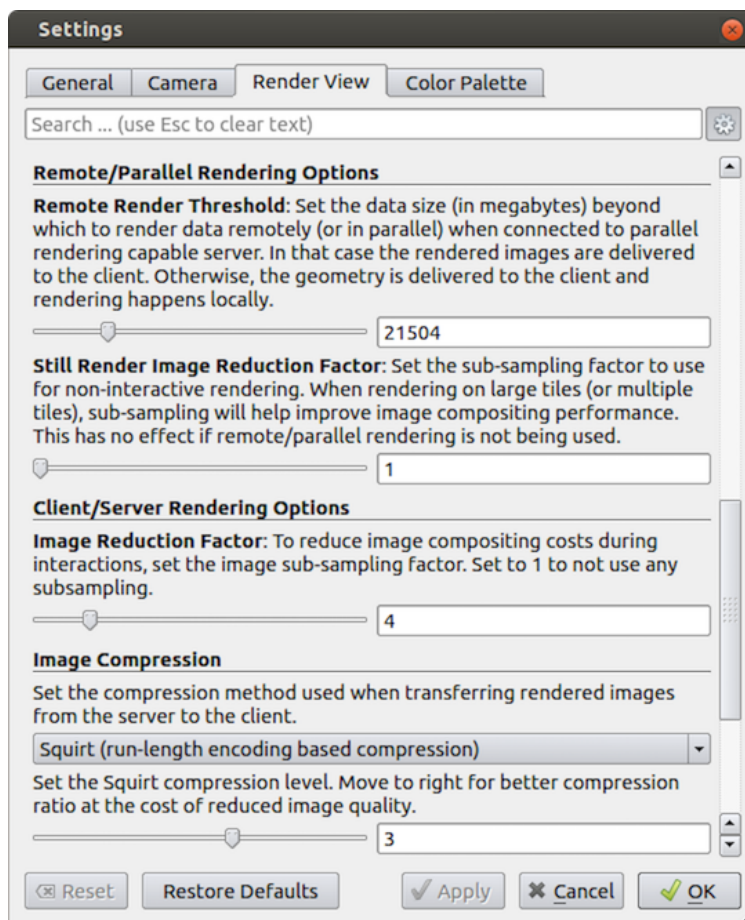 Settings
General Camera Render View Color Palette
Search ... (use Esc to clear text)
Remote/Parallel Rendering Options
Remote Render Threshold: Set the data size (in megabytes) beyond
which to render data remotely (or in parallel) when connected to parallel
rendering capable server. In that case the rendered images are delivered
to the client. Otherwise, the geometry is delivered to the client and
rendering happens locally.
21504
Still Render Image Reduction Factor: Set the sub-sampling factor to use
for non-interactive rendering. When rendering on large tiles (or multiple
tiles), sub-sampling will help improve image compositing performance.
This has no effect if remote/parallel rendering is not being used.
1
Client/Server Rendering Options
Image Reduction Factor: To reduce image compositing costs during
interactions, set the image sub-sampling factor. Set to 1 to not use any
subsampling.
4
Image Compression
Set the compression method used when transferring rendered images
from the server to the client.
Squirt (run-length encoding based compression)
Set the Squirt compression level. Move to right for better compression
ratio at the cost of reduced image quality.
3
Reset Restore Defaults Apply Cancel OK